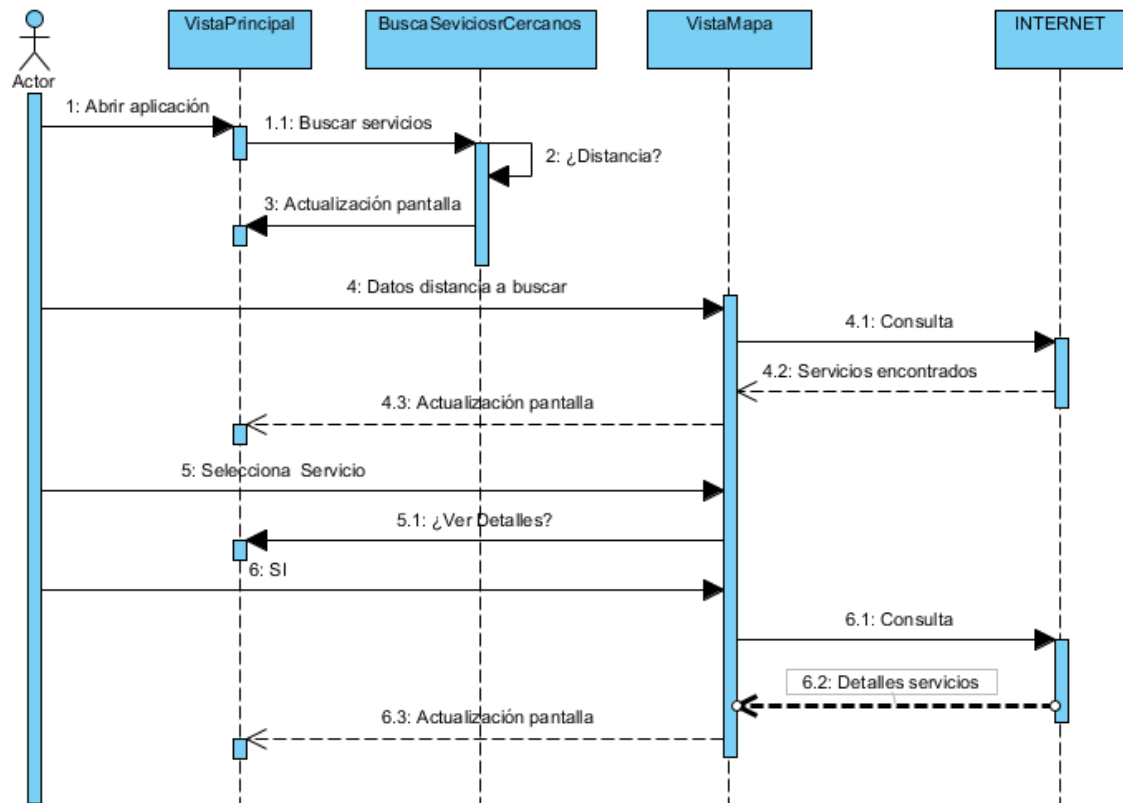 VistaPrincipal
BuscaSeviciosrCercanos
VistaMapa
INTERNET
Actor
1: Abrir aplicación
1.1: Buscar servicios
2: ¿Distancia?
3: Actualización pantalla
4: Datos distancia a buscar
4.1: Consulta
4.2: Servicios encontrados
4.3: Actualización pantalla
5: Selecciona Servicio
5.1: ¿Ver Detalles?
6: SI
6.1: Consulta
6.2: Detalles servicios
6.3: Actualización pantalla